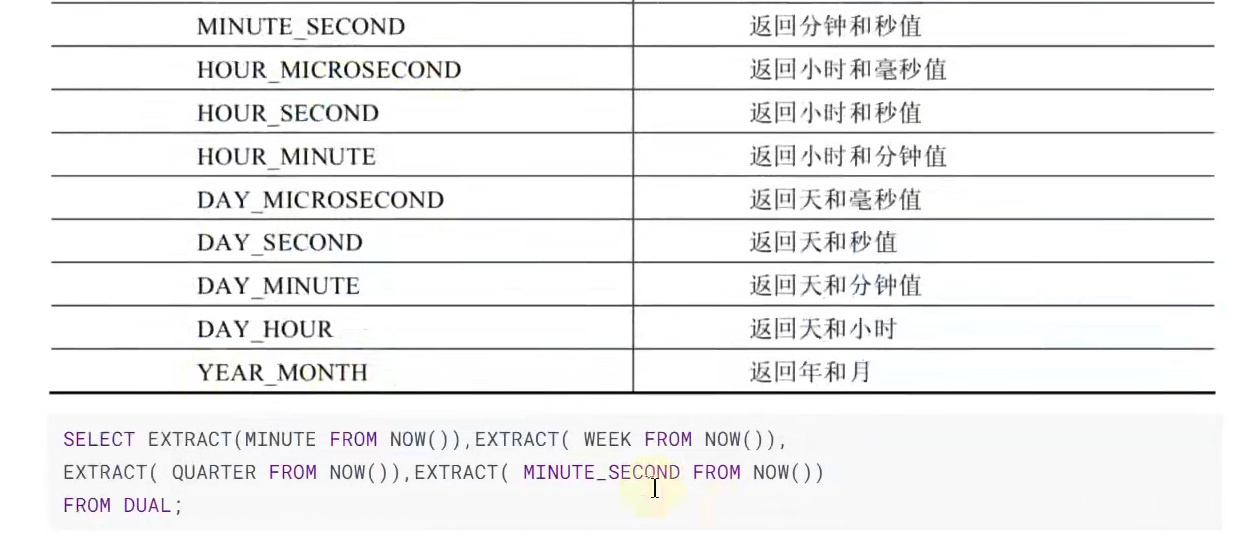 MINUTE_SECOND 返回分钟和秒值
HOUR_MICROSECOND 返回小时和毫秒值
HOUR_SECOND 返回小时和秒值
HOUR_MINUTE 返回小时和分钟值
DAY_MICROSECOND 返回天和毫秒值
DAY_SECOND 返回天和秒值
DAY_MINUTE 返回天和分钟值
DAY_HOUR 返回天和小时
YEAR_MONTH 返回年和月
SELECT EXTRACT(MINUTE FROM NOW()),EXTRACT( WEEK FROM NOW()),
EXTRACT( QUARTER FROM NOW()),EXTRACT( MINUTE_SECOND FROM NOW())
FROM DUAL;